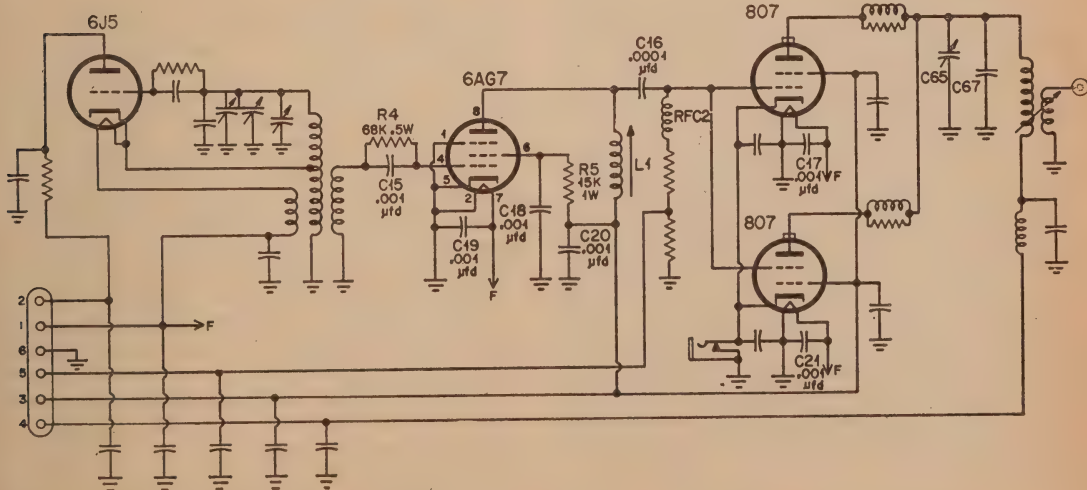 6J5
R4
68K .5W
C15
.001
µfd
6AG7
8
1
4
5
2
7
6
C19
.001
µfd
F
C18
.001
µfd
R5
15K
1W
C20
.001
µfd
L1
C16
.0001
µfd
RFC2
807
C17
.001
µfd
F
807
C21
.001
µfd
F
C65
C67
2
1
F
6
5
3
4